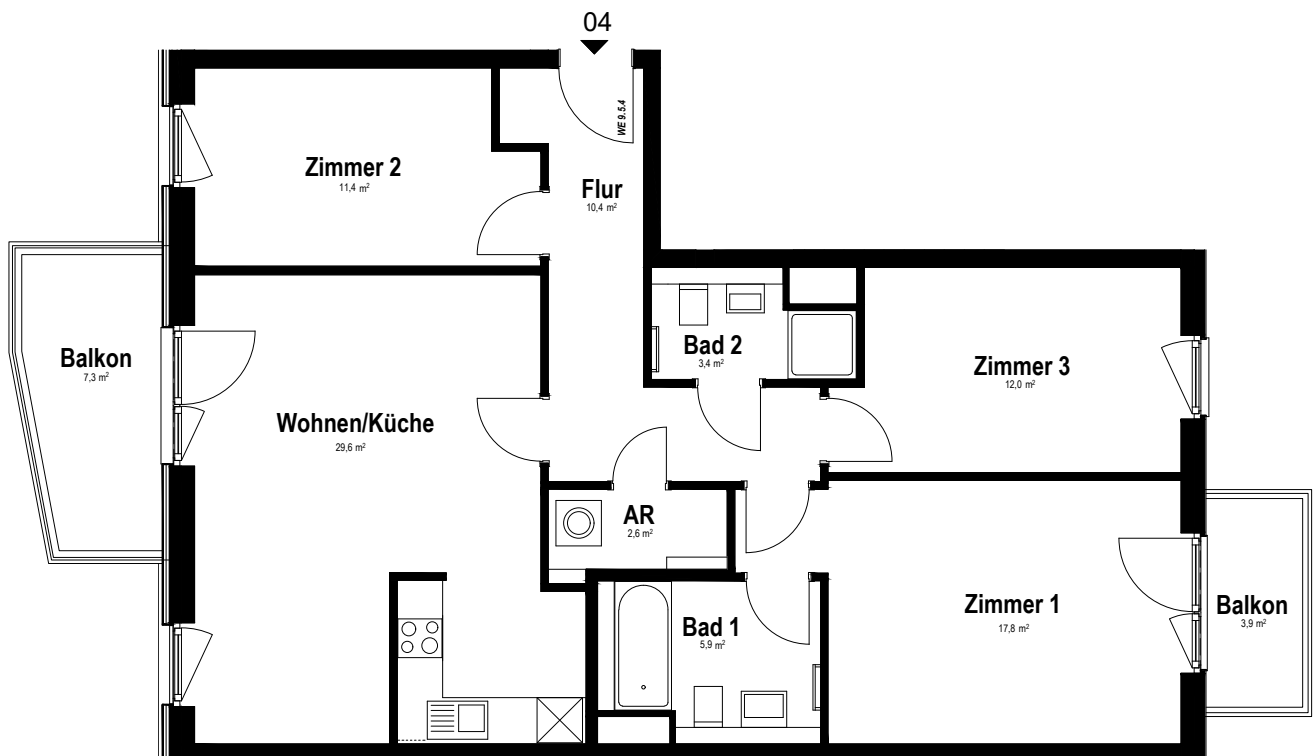 04
WE 9.5.4
Zimmer 2
11,4 m²
Flur
10,4 m²
Balkon
7,3 m²
Bad 2
3,4 m²
Zimmer 3
12,0 m²
Wohnen/Küche
29,6 m²
AR
2,6 m²
Bad 1
5,9 m²
Zimmer 1
17,8 m²
Balkon
3,9 m²